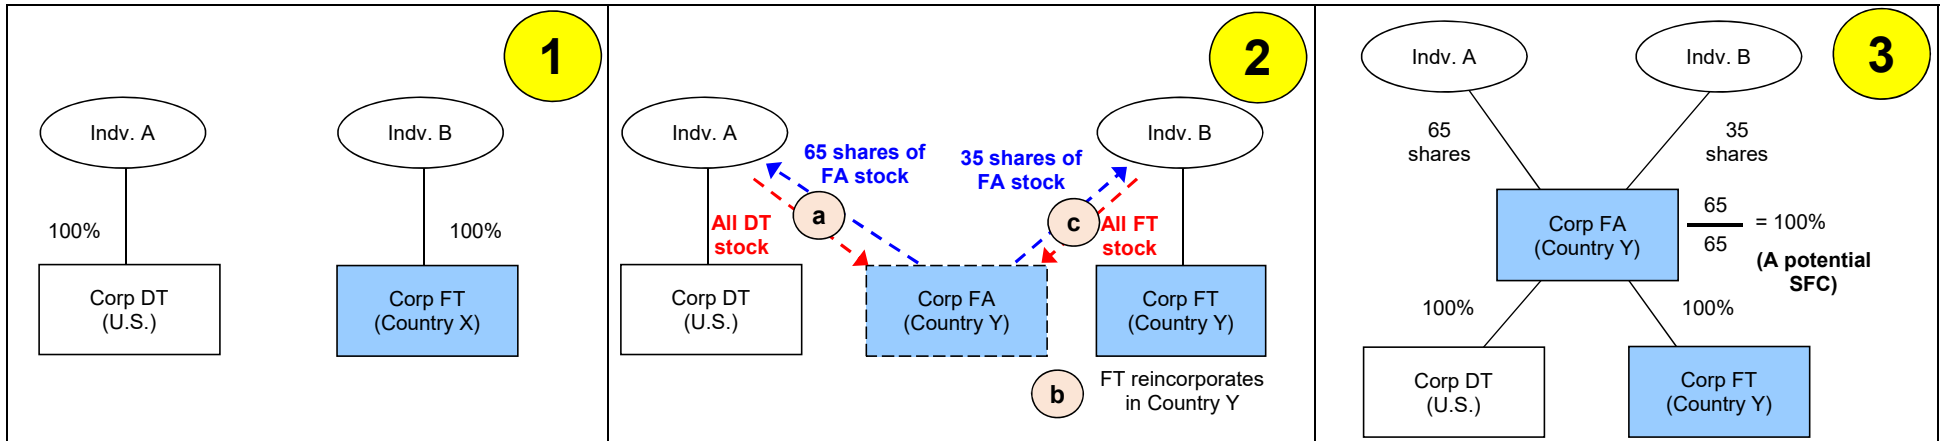 1
Indv. A
Indv. B
100%
100%
Corp DT
(U.S.)
Corp FT
(Country X)
2
Indv. A
Indv. B
65 shares of
FA stock
35 shares of
FA stock
a
c
All DT
stock
All FT
stock
Corp DT
(U.S.)
Corp FA
(Country Y)
Corp FT
(Country Y)
b
FT reincorporates
in Country Y
3
Indv. A
Indv. B
65
shares
35
shares
Corp FA
(Country Y)
65
65
= 100%
(A potential
SFC)
100%
100%
Corp DT
(U.S.)
Corp FT
(Country Y)